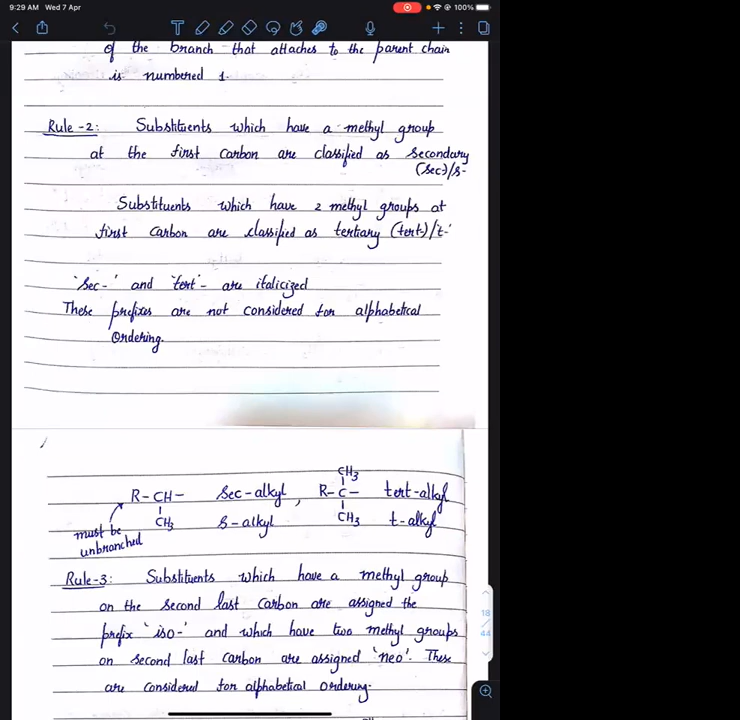 9:29 AM Wed 7 Apr
100%
of the branch that attaches to the parent chain
is numbered 1.
Rule-2: Substituents which have a methyl group
at the first carbon are classified as secondary
(sec)/s-
Substituents which have 2 methyl groups at
first carbon are classified as tertiary (tert)/t-
'sec-' and 'tert'- are italicized
These prefixes are not considered for alphabetical
ordering.
CH3
R-CH- sec-alkyl, R-C- tert-alkyl
CH3 s-alkyl CH3 t-alkyl
must be
unbranched
Rule-3: Substituents which have a methyl group
on the second last carbon are assigned the
prefix 'iso-' and which have two methyl groups
on second last carbon are assigned 'neo'. These
are considered for alphabetical ordering.
18
44